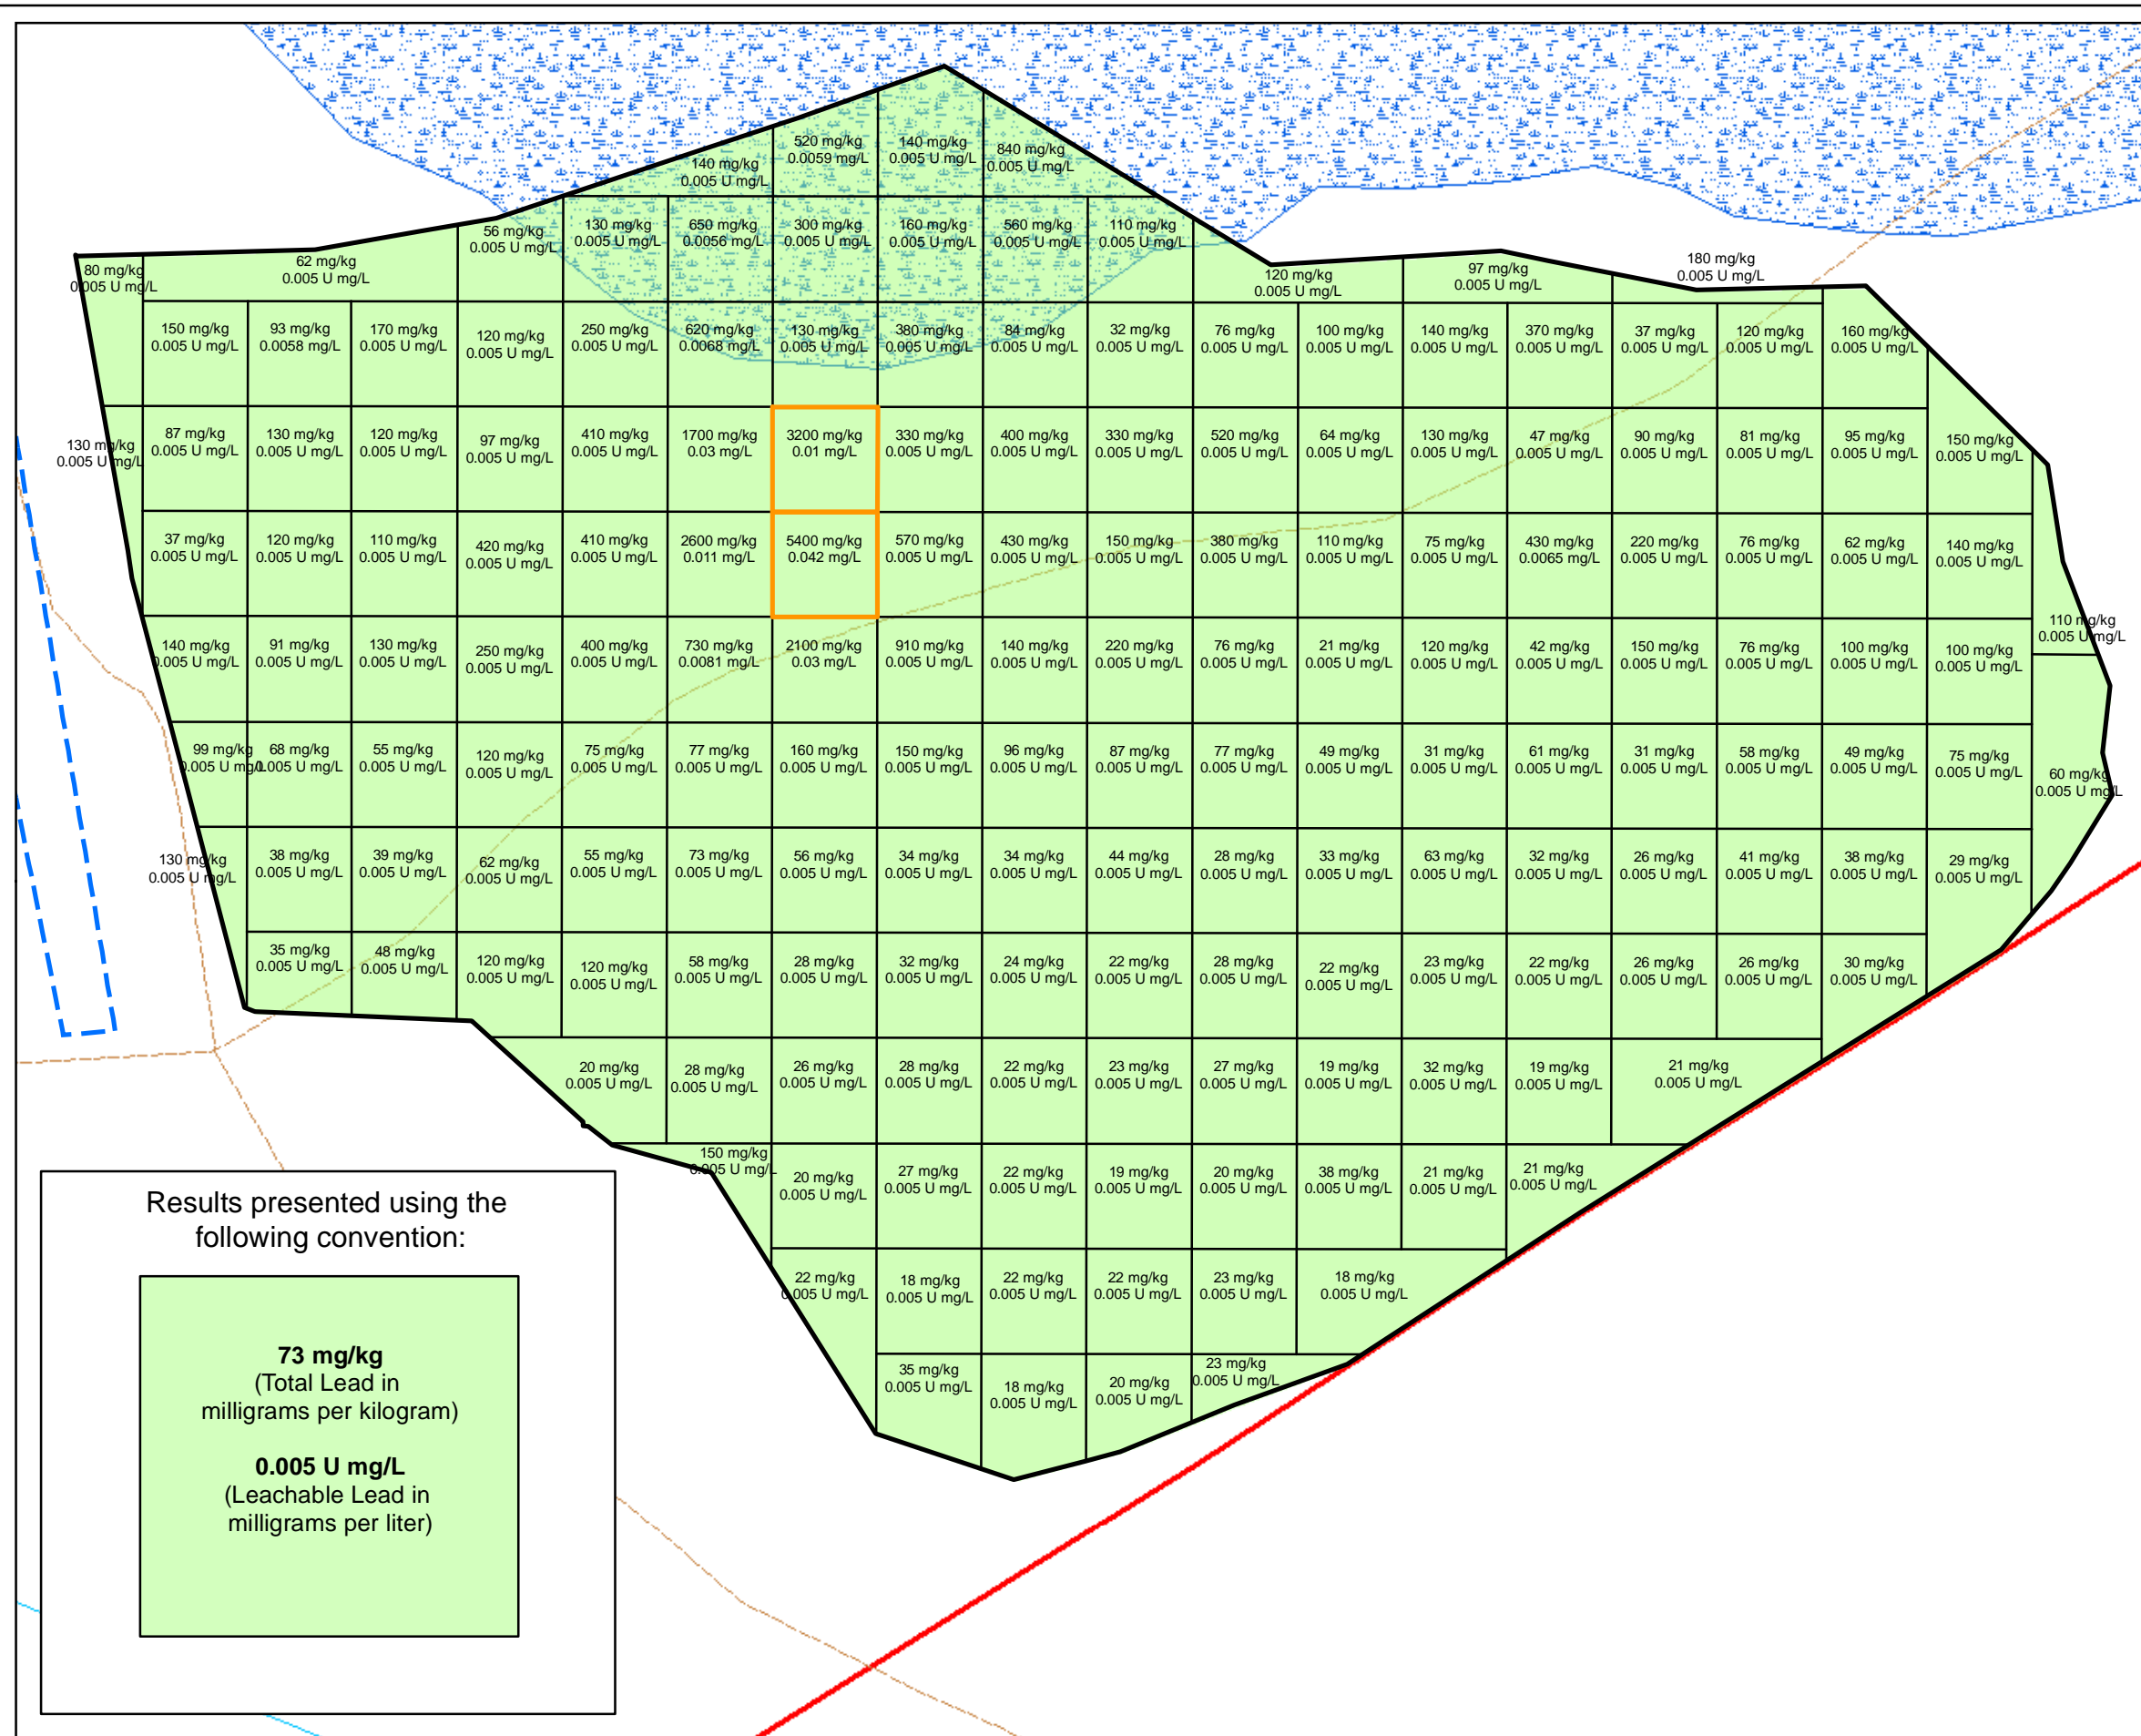 520 mg/kg
0.0059 mg/L
140 mg/kg
0.005 U mg/L
840 mg/kg
0.005 U mg/L
140 mg/kg
0.005 U mg/L
56 mg/kg
0.005 U mg/L
130 mg/kg
0.005 U mg/L
650 mg/kg
0.0056 mg/L
300 mg/kg
0.005 U mg/L
160 mg/kg
0.005 U mg/L
560 mg/kg
0.005 U mg/L
110 mg/kg
0.005 U mg/L
80 mg/kg
0.005 U mg/L
62 mg/kg
0.005 U mg/L
120 mg/kg
0.005 U mg/L
97 mg/kg
0.005 U mg/L
180 mg/kg
0.005 U mg/L
150 mg/kg
0.005 U mg/L
93 mg/kg
0.0058 mg/L
170 mg/kg
0.005 U mg/L
120 mg/kg
0.005 U mg/L
250 mg/kg
0.005 U mg/L
620 mg/kg
0.0068 mg/L
130 mg/kg
0.005 U mg/L
380 mg/kg
0.005 U mg/L
84 mg/kg
0.005 U mg/L
32 mg/kg
0.005 U mg/L
76 mg/kg
0.005 U mg/L
100 mg/kg
0.005 U mg/L
140 mg/kg
0.005 U mg/L
370 mg/kg
0.005 U mg/L
37 mg/kg
0.005 U mg/L
120 mg/kg
0.005 U mg/L
160 mg/kg
0.005 U mg/L
130 mg/kg
0.005 U mg/L
87 mg/kg
0.005 U mg/L
130 mg/kg
0.005 U mg/L
120 mg/kg
0.005 U mg/L
97 mg/kg
0.005 U mg/L
410 mg/kg
0.005 U mg/L
1700 mg/kg
0.03 mg/L
3200 mg/kg
0.01 mg/L
330 mg/kg
0.005 U mg/L
400 mg/kg
0.005 U mg/L
330 mg/kg
0.005 U mg/L
520 mg/kg
0.005 U mg/L
64 mg/kg
0.005 U mg/L
130 mg/kg
0.005 U mg/L
47 mg/kg
0.005 U mg/L
90 mg/kg
0.005 U mg/L
81 mg/kg
0.005 U mg/L
95 mg/kg
0.005 U mg/L
150 mg/kg
0.005 U mg/L
37 mg/kg
0.005 U mg/L
120 mg/kg
0.005 U mg/L
110 mg/kg
0.005 U mg/L
420 mg/kg
0.005 U mg/L
410 mg/kg
0.005 U mg/L
2600 mg/kg
0.011 mg/L
5400 mg/kg
0.042 mg/L
570 mg/kg
0.005 U mg/L
430 mg/kg
0.005 U mg/L
150 mg/kg
0.005 U mg/L
380 mg/kg
0.005 U mg/L
110 mg/kg
0.005 U mg/L
75 mg/kg
0.005 U mg/L
430 mg/kg
0.0065 mg/L
220 mg/kg
0.005 U mg/L
76 mg/kg
0.005 U mg/L
62 mg/kg
0.005 U mg/L
140 mg/kg
0.005 U mg/L
110 mg/kg
0.005 U mg/L
140 mg/kg
0.005 U mg/L
91 mg/kg
0.005 U mg/L
130 mg/kg
0.005 U mg/L
250 mg/kg
0.005 U mg/L
400 mg/kg
0.005 U mg/L
730 mg/kg
0.0081 mg/L
2100 mg/kg
0.03 mg/L
910 mg/kg
0.005 U mg/L
140 mg/kg
0.005 U mg/L
220 mg/kg
0.005 U mg/L
76 mg/kg
0.005 U mg/L
21 mg/kg
0.005 U mg/L
120 mg/kg
0.005 U mg/L
42 mg/kg
0.005 U mg/L
150 mg/kg
0.005 U mg/L
76 mg/kg
0.005 U mg/L
100 mg/kg
0.005 U mg/L
100 mg/kg
0.005 U mg/L
99 mg/kg
0.005 U mg/L
68 mg/kg
0.005 U mg/L
55 mg/kg
0.005 U mg/L
120 mg/kg
0.005 U mg/L
75 mg/kg
0.005 U mg/L
77 mg/kg
0.005 U mg/L
160 mg/kg
0.005 U mg/L
150 mg/kg
0.005 U mg/L
96 mg/kg
0.005 U mg/L
87 mg/kg
0.005 U mg/L
77 mg/kg
0.005 U mg/L
49 mg/kg
0.005 U mg/L
31 mg/kg
0.005 U mg/L
61 mg/kg
0.005 U mg/L
31 mg/kg
0.005 U mg/L
58 mg/kg
0.005 U mg/L
49 mg/kg
0.005 U mg/L
75 mg/kg
0.005 U mg/L
60 mg/kg
0.005 U mg/L
130 mg/kg
0.005 U mg/L
38 mg/kg
0.005 U mg/L
39 mg/kg
0.005 U mg/L
62 mg/kg
0.005 U mg/L
55 mg/kg
0.005 U mg/L
73 mg/kg
0.005 U mg/L
56 mg/kg
0.005 U mg/L
34 mg/kg
0.005 U mg/L
34 mg/kg
0.005 U mg/L
44 mg/kg
0.005 U mg/L
28 mg/kg
0.005 U mg/L
33 mg/kg
0.005 U mg/L
63 mg/kg
0.005 U mg/L
32 mg/kg
0.005 U mg/L
26 mg/kg
0.005 U mg/L
41 mg/kg
0.005 U mg/L
38 mg/kg
0.005 U mg/L
29 mg/kg
0.005 U mg/L
35 mg/kg
0.005 U mg/L
48 mg/kg
0.005 U mg/L
120 mg/kg
0.005 U mg/L
120 mg/kg
0.005 U mg/L
58 mg/kg
0.005 U mg/L
28 mg/kg
0.005 U mg/L
32 mg/kg
0.005 U mg/L
24 mg/kg
0.005 U mg/L
22 mg/kg
0.005 U mg/L
28 mg/kg
0.005 U mg/L
22 mg/kg
0.005 U mg/L
23 mg/kg
0.005 U mg/L
22 mg/kg
0.005 U mg/L
26 mg/kg
0.005 U mg/L
26 mg/kg
0.005 U mg/L
30 mg/kg
0.005 U mg/L
20 mg/kg
0.005 U mg/L
28 mg/kg
0.005 U mg/L
26 mg/kg
0.005 U mg/L
28 mg/kg
0.005 U mg/L
22 mg/kg
0.005 U mg/L
23 mg/kg
0.005 U mg/L
27 mg/kg
0.005 U mg/L
19 mg/kg
0.005 U mg/L
32 mg/kg
0.005 U mg/L
19 mg/kg
0.005 U mg/L
21 mg/kg
0.005 U mg/L
150 mg/kg
0.005 U mg/L
20 mg/kg
0.005 U mg/L
27 mg/kg
0.005 U mg/L
22 mg/kg
0.005 U mg/L
19 mg/kg
0.005 U mg/L
20 mg/kg
0.005 U mg/L
38 mg/kg
0.005 U mg/L
21 mg/kg
0.005 U mg/L
21 mg/kg
0.005 U mg/L
22 mg/kg
0.005 U mg/L
18 mg/kg
0.005 U mg/L
22 mg/kg
0.005 U mg/L
22 mg/kg
0.005 U mg/L
23 mg/kg
0.005 U mg/L
18 mg/kg
0.005 U mg/L
35 mg/kg
0.005 U mg/L
18 mg/kg
0.005 U mg/L
20 mg/kg
0.005 U mg/L
23 mg/kg
0.005 U mg/L
Results presented using the
following convention:
73 mg/kg
(Total Lead in
milligrams per kilogram)
0.005 U mg/L
(Leachable Lead in
milligrams per liter)